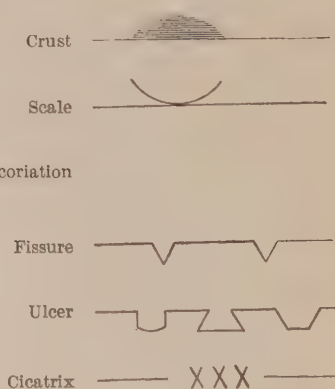 Crust
Scale
coriation
Fissure
Ulcer
Cicatrix